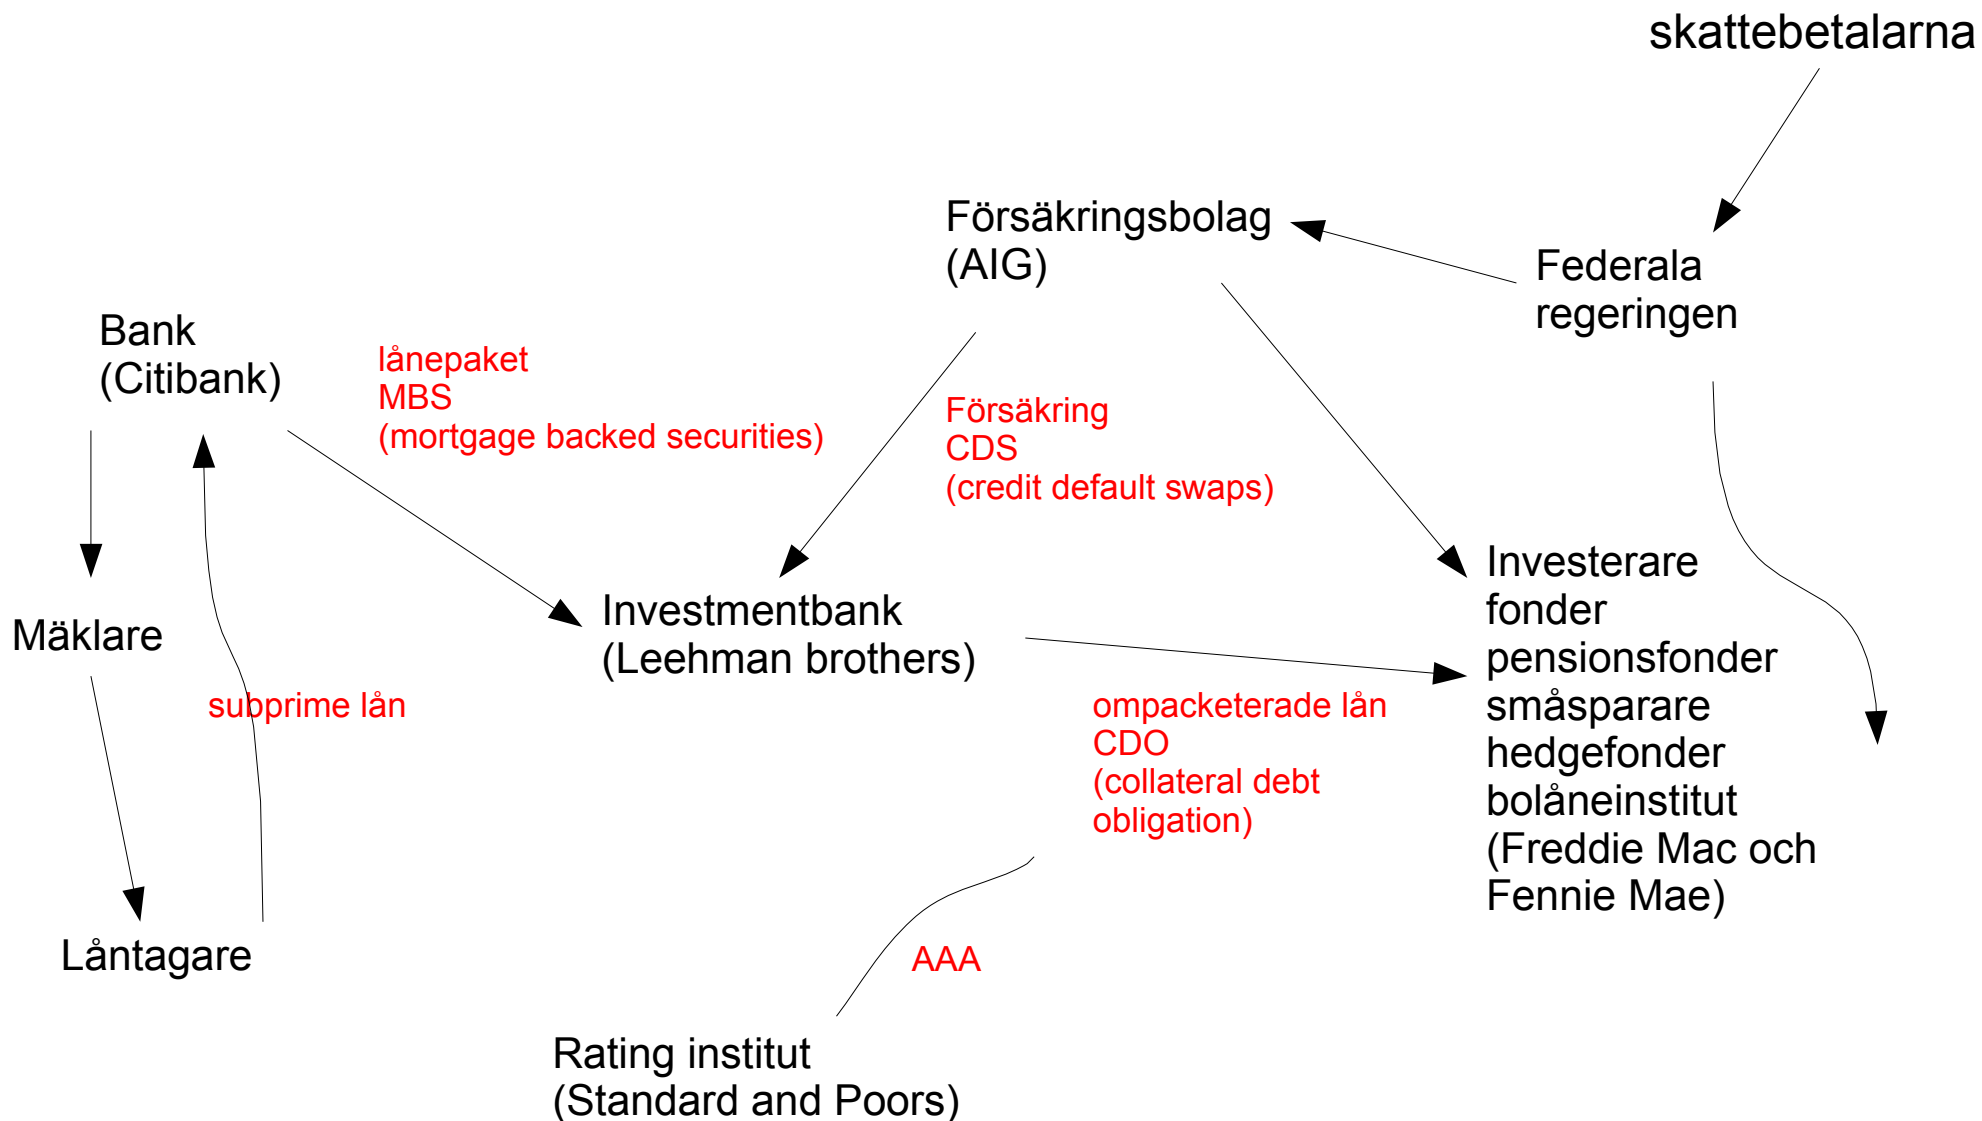 skattebetalarna
Försäkringsbolag
(AIG)
Federala
regeringen
Bank
(Citibank)
lånepaket
MBS
(mortgage backed securities)
Försäkring
CDS
(credit default swaps)
Mäklare
subprime lån
Låntagare
Investmentbank
(Leehman brothers)
ompacketerade lån
CDO
(collateral debt
obligation)
Investerare
fonder
pensionsfonder
småsparare
hedgefonder
bolåneinstitut
(Freddie Mac och
Fennie Mae)
AAA
Rating institut
(Standard and Poors)